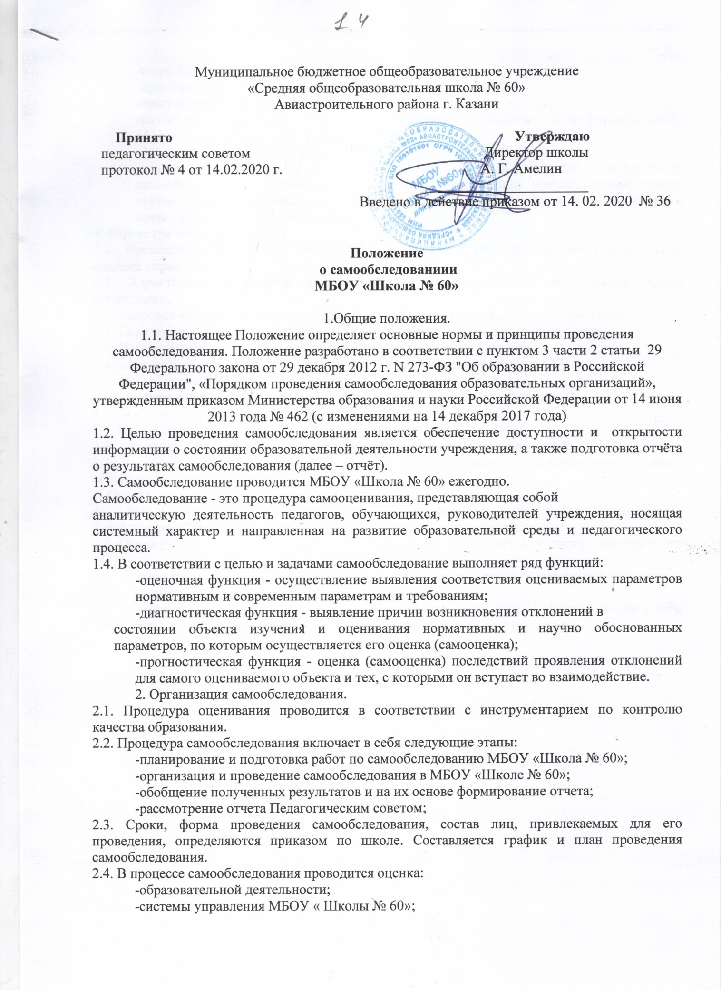 1.4
Муниципальное бюджетное общеобразовательное учреждение
«Средняя общеобразовательная школа № 60»
Авиастроительного района г. Казани
Принято
Утверждаю
педагогическим советом
Директор школы
протокол № 4 от 14.02.2020 г.
А. Г. Амелин
МБОУ
«Школа №60»
для документов
Введено в действие приказом от 14. 02. 2020 № 36
Положение
о самообследованиии
МБОУ «Школа № 60»
1.Общие положения.
1.1. Настоящее Положение определяет основные нормы и принципы проведения
самообследования. Положение разработано в соответствии с пунктом 3 части 2 статьи 29
Федерального закона от 29 декабря 2012 г. N 273-ФЗ "Об образовании в Российской
Федерации", «Порядком проведения самообследования образовательных организаций»,
утвержденным приказом Министерства образования и науки Российской Федерации от 14 июня
2013 года № 462 (с изменениями на 14 декабря 2017 года)
1.2. Целью проведения самообследования является обеспечение доступности и открытости
информации о состоянии образовательной деятельности учреждения, а также подготовка отчёта
о результатах самообследования (далее – отчёт).
1.3. Самообследование проводится МБОУ «Школа № 60» ежегодно.
Самообследование - это процедура самооценивания, представляющая собой
аналитическую деятельность педагогов, обучающихся, руководителей учреждения, носящая
системный характер и направленная на развитие образовательной среды и педагогического
процесса.
1.4. В соответствии с целью и задачами самообследование выполняет ряд функций:
-оценочная функция - осуществление выявления соответствия оцениваемых параметров
нормативным и современным параметрам и требованиям;
-диагностическая функция - выявление причин возникновения отклонений в
состоянии объекта изучения и оценивания нормативных и научно обоснованных
параметров, по которым осуществляется его оценка (самооценка);
-прогностическая функция - оценка (самооценка) последствий проявления отклонений
для самого оцениваемого объекта и тех, с которыми он вступает во взаимодействие.
2. Организация самообследования.
2.1. Процедура оценивания проводится в соответствии с инструментарием по контролю
качества образования.
2.2. Процедура самообследования включает в себя следующие этапы:
-планирование и подготовка работ по самообследованию МБОУ «Школа № 60»;
-организация и проведение самообследования в МБОУ «Школе № 60»;
-обобщение полученных результатов и на их основе формирование отчета;
-рассмотрение отчета Педагогическим советом;
2.3. Сроки, форма проведения самообследования, состав лиц, привлекаемых для его
проведения, определяются приказом по школе. Составляется график и план проведения
самообследования.
2.4. В процессе самообследования проводится оценка:
-образовательной деятельности;
-системы управления МБОУ « Школы № 60»;